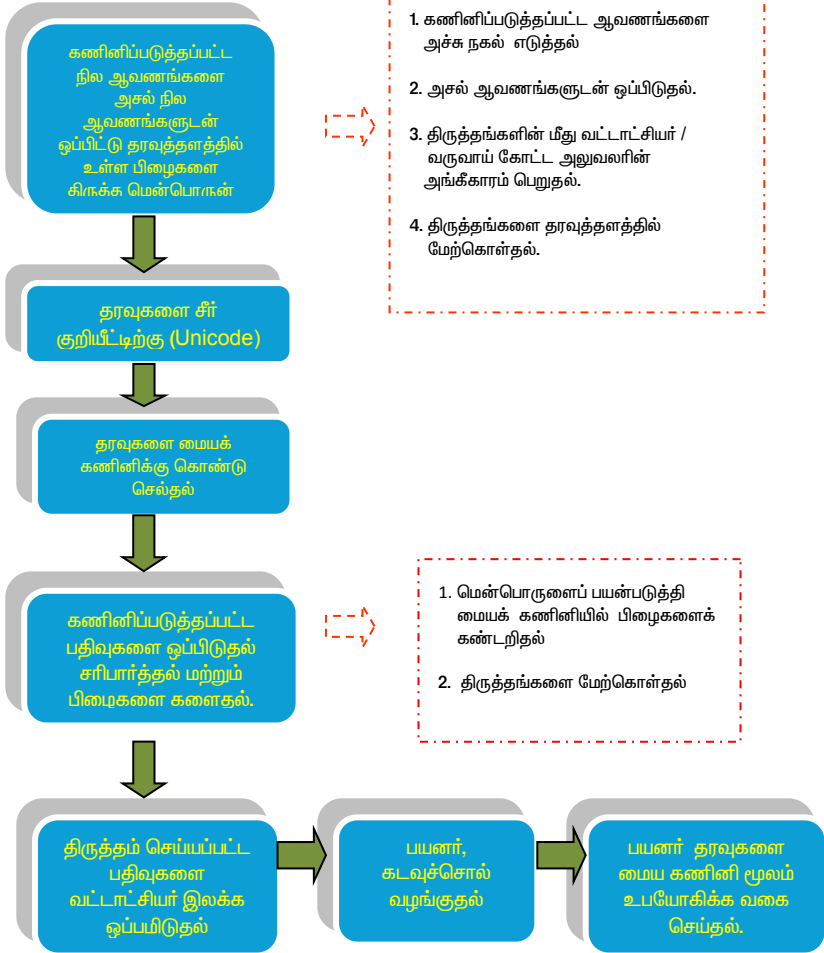 கணினிப்படுத்தப்பட்ட
நில ஆவணங்களை
அசல் நில
ஆவணங்களுடன்
ஒப்பிட்டு தரவுத்தளத்தில்
உள்ள பிழைகளை
திருத்த மென்பொருள்
1. கணினிப்படுத்தப்பட்ட ஆவணங்களை
அச்சு நகல் எடுத்தல்
2. அசல் ஆவணங்களுடன் ஒப்பிடுதல்.
3. திருத்தங்களின் மீது வட்டாட்சியர் /
வருவாய் கோட்ட அலுவலரின்
அங்கீகாரம் பெறுதல்.
4. திருத்தங்களை தரவுத்தளத்தில்
மேற்கொள்தல்.
தரவுகளை சீர்
குறியீட்டிற்கு (Unicode)
தரவுகளை மையக்
கணினிக்கு கொண்டு
செல்தல்
கணினிப்படுத்தப்பட்ட
பதிவுகளை ஒப்பிடுதல்
சரிபார்த்தல் மற்றும்
பிழைகளை களைதல்.
1. மென்பொருளைப் பயன்படுத்தி
மையக் கணினியில் பிழைகளைக்
கண்டறிதல்
2. திருத்தங்களை மேற்கொள்தல்
திருத்தம் செய்யப்பட்ட
பதிவுகளை
வட்டாட்சியர் இலக்க
ஒப்பமிடுதல்
பயனர்,
கடவுச்சொல்
வழங்குதல்
பயனர் தரவுகளை
மைய கணினி மூலம்
உபயோகிக்க வகை
செய்தல்.